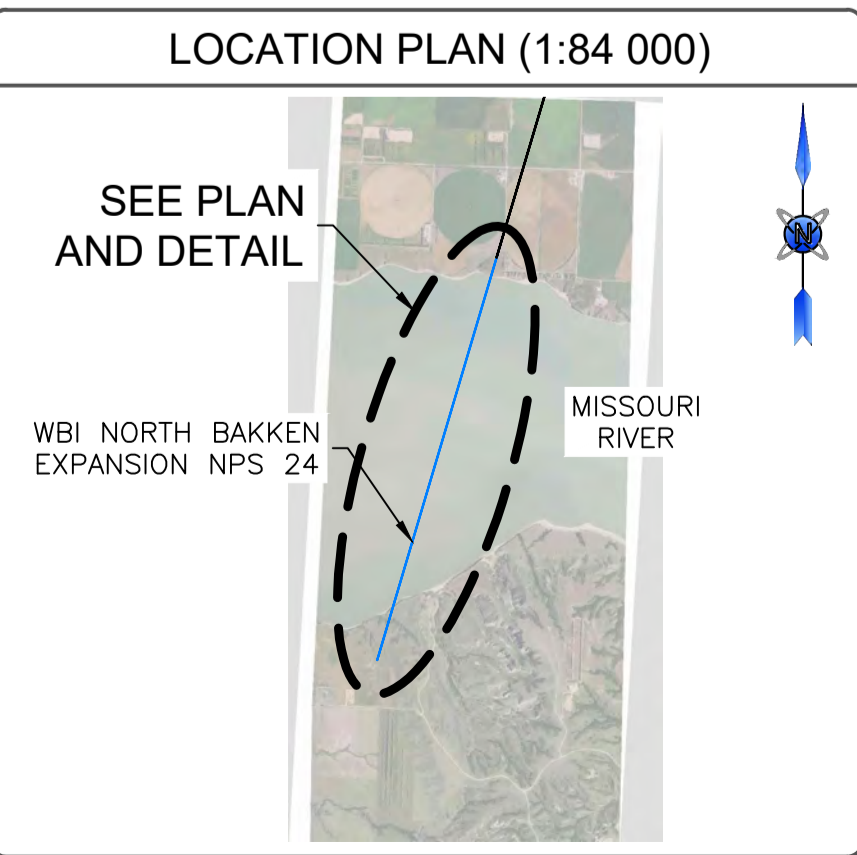 LOCATION PLAN (1:84 000)
SEE PLAN
AND DETAIL
N
MISSOURI
RIVER
WBI NORTH BAKKEN
EXPANSION NPS 24